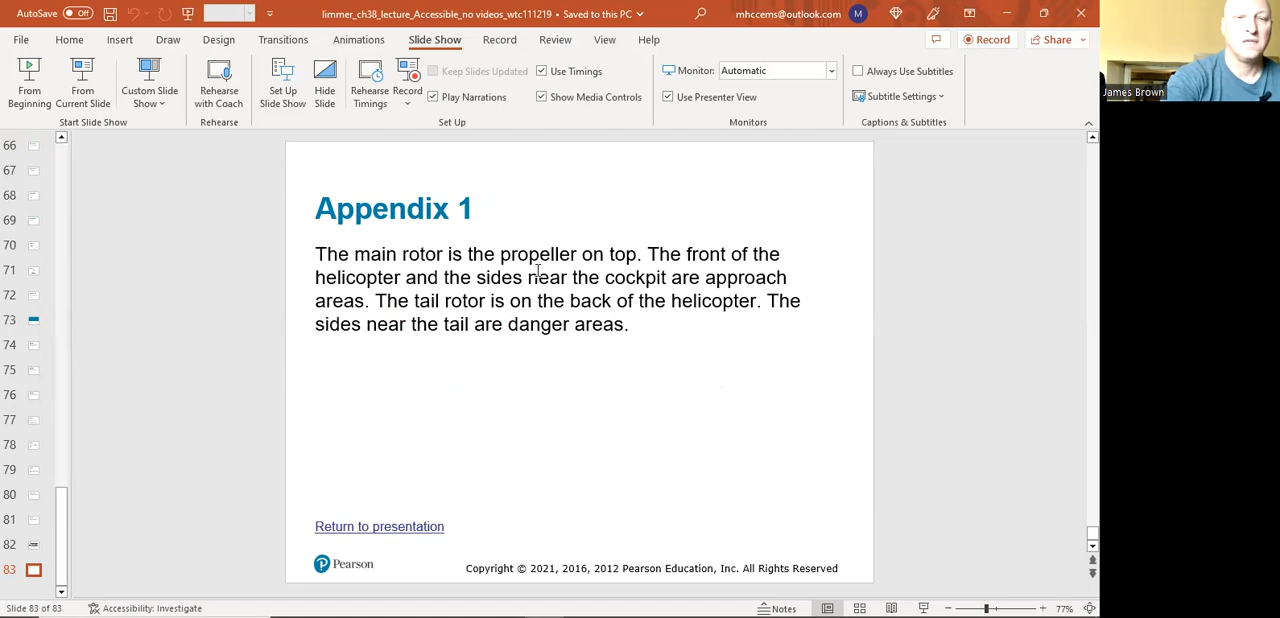 AutoSave Off limmer_ch38_lecture_Accessible_no videos_wtc111219 • Saved to this PC mhccems@outlook.com M
File Home Insert Draw Design Transitions Animations Slide Show Record Review View Help Record Share
From Beginning
From Current Slide
Custom Slide Show
Rehearse with Coach
Set Up Slide Show
Hide Slide
Rehearse Timings
Record
Keep Slides Updated
Play Narrations
Use Timings
Show Media Controls
Monitor: Automatic
Use Presenter View
Always Use Subtitles
Subtitle Settings
Start Slide Show Rehearse Set Up Monitors Captions & Subtitles
James Brown
66
67
68
69
70
71
72
73
74
75
76
77
78
79
80
81
82
83
Appendix 1
The main rotor is the propeller on top. The front of the
helicopter and the sides near the cockpit are approach
areas. The tail rotor is on the back of the helicopter. The
sides near the tail are danger areas.
Return to presentation
P Pearson
Copyright © 2021, 2016, 2012 Pearson Education, Inc. All Rights Reserved
Slide 83 of 83 Accessibility: Investigate Notes 77%